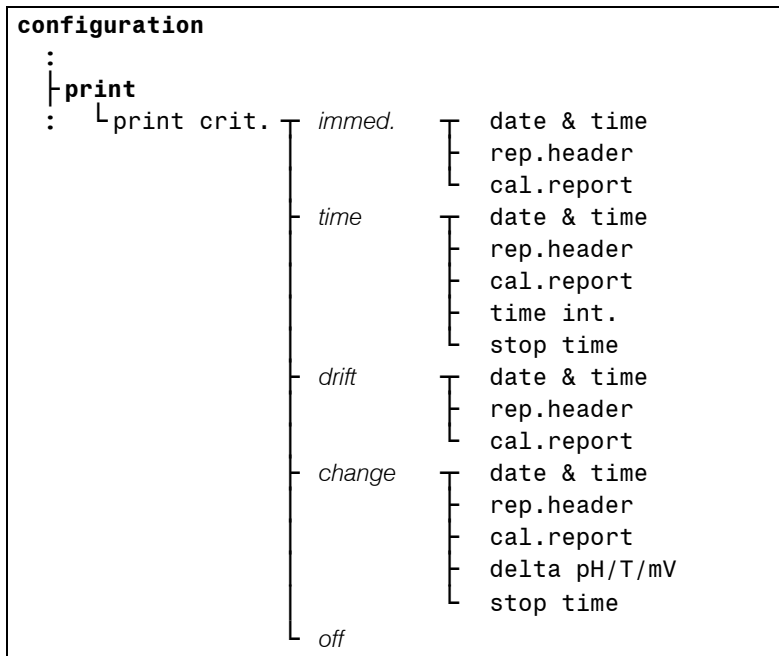 configuration
:
print
: print crit. immed. date & time
rep.header
cal.report
time date & time
rep.header
cal.report
time int.
stop time
drift date & time
rep.header
cal.report
change date & time
rep.header
cal.report
delta pH/T/mV
stop time
off